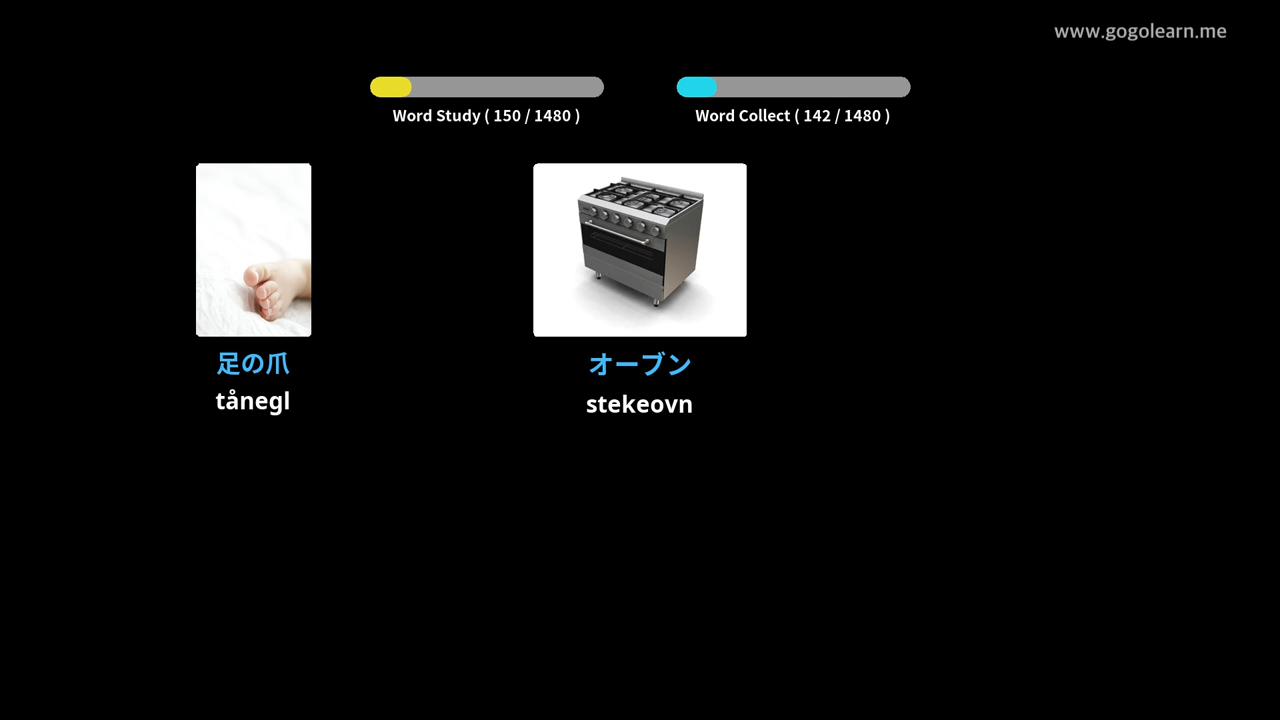 www.gogolearn.me
Word Study ( 150 / 1480 )
Word Collect ( 142 / 1480 )
足の爪
tånegl
オーブン
stekeovn